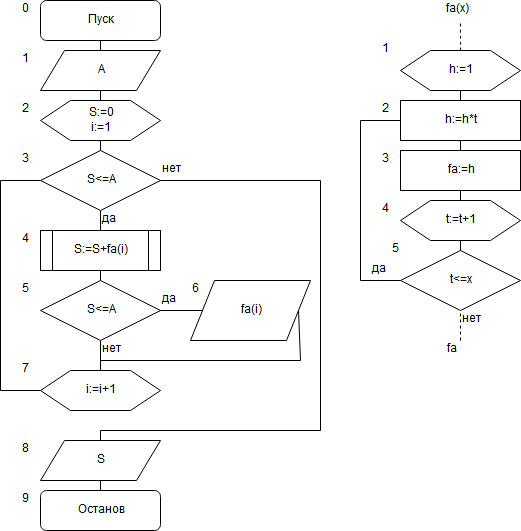 0
Пуск
1
A
2
S:=0
i:=1
3
S<=A
нет
да
4
S:=S+fa(i)
5
S<=A
да
6
fa(i)
нет
7
i:=i+1
8
S
9
Останов
fa(x)
1
h:=1
2
h:=h*t
3
fa:=h
4
t:=t+1
5
да
t<=x
нет
fa